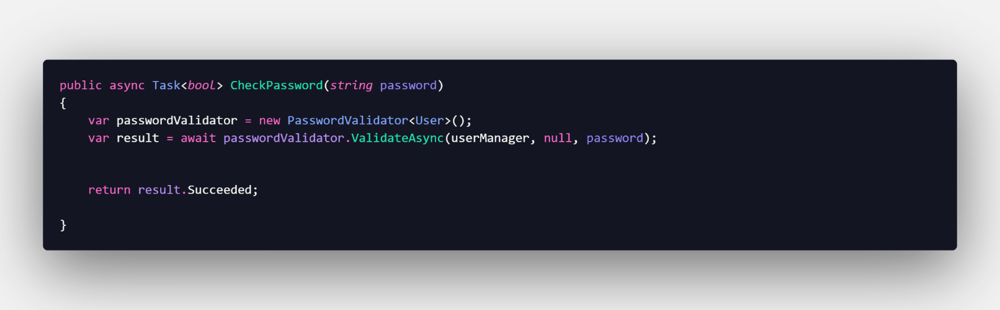 public async Task<bool> CheckPassword(string password)
{
    var passwordValidator = new PasswordValidator<User>();
    var result = await passwordValidator.ValidateAsync(userManager, null, password);
    return result.Succeeded;
}